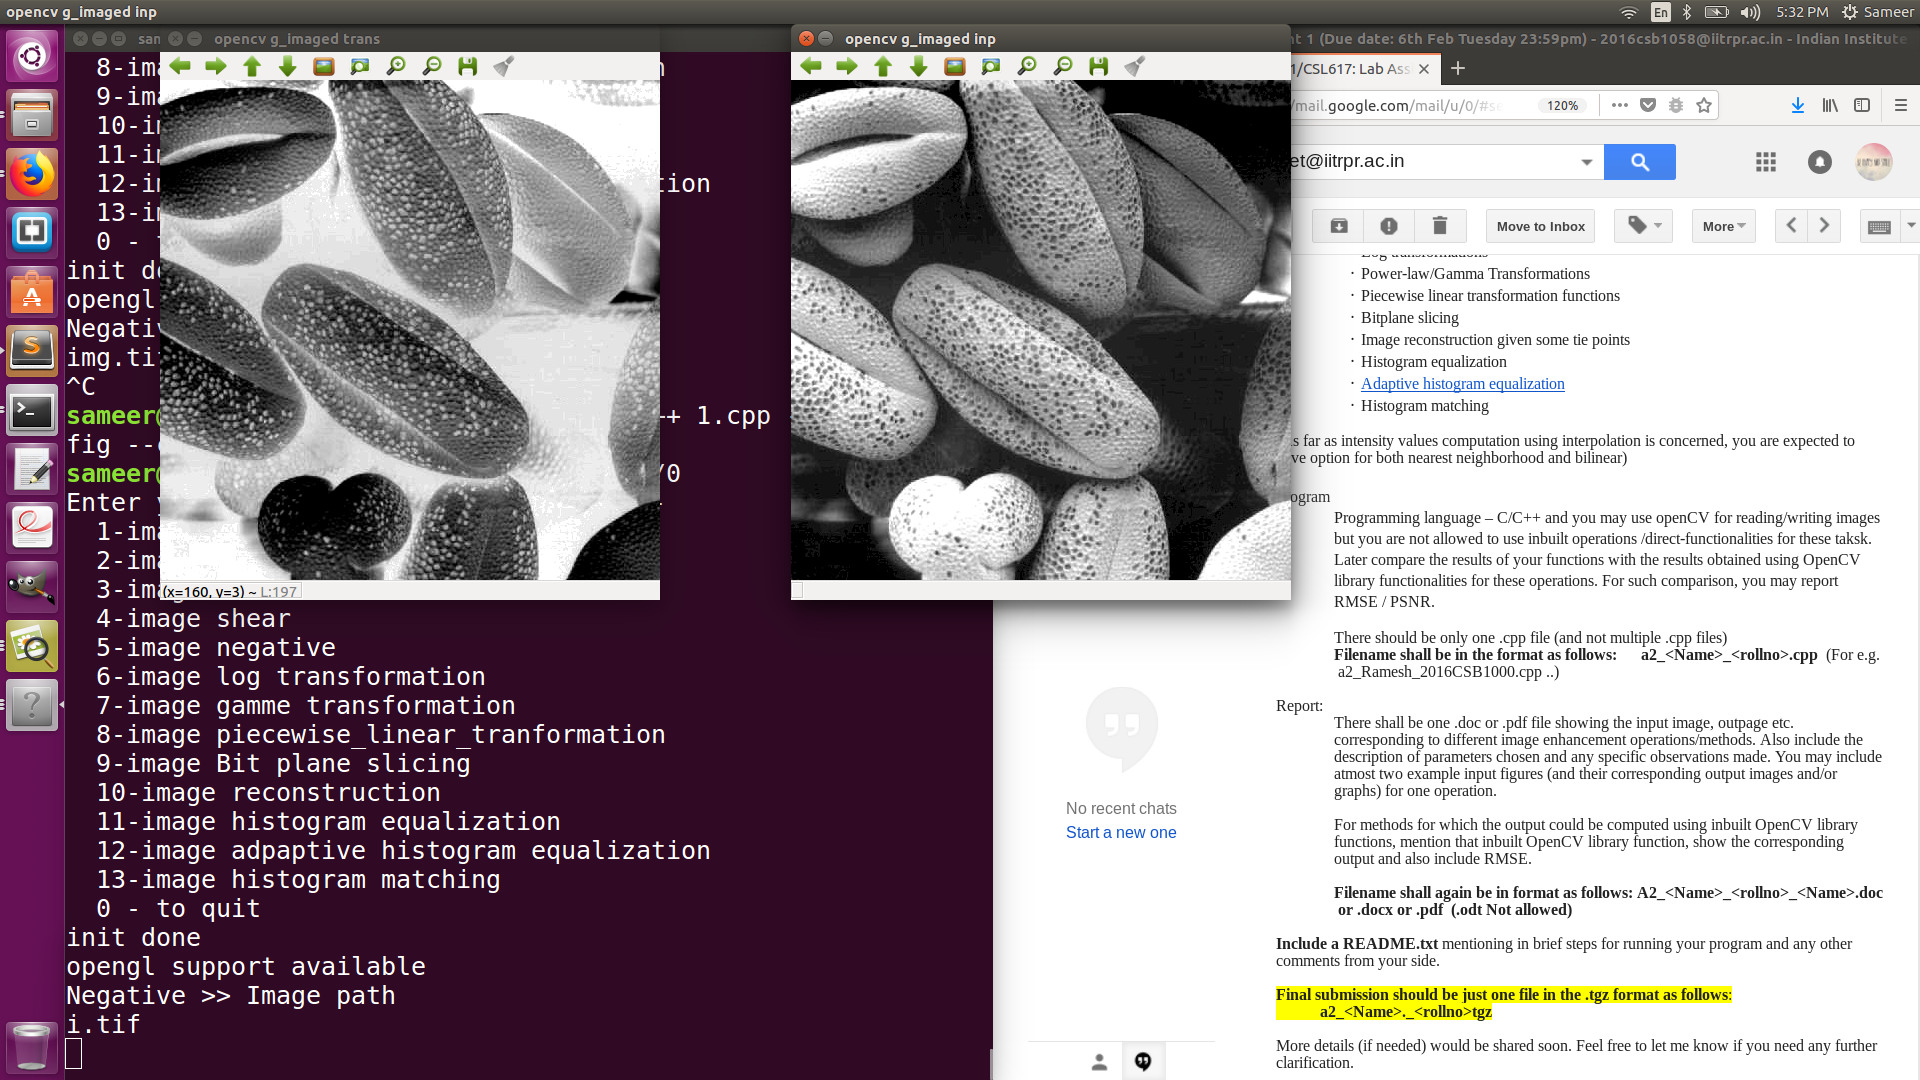 opencv g_imaged inp
En
5:32 PM
Sameer
san
opencv g_imaged trans
opencv g_imaged inp
t 1 (Due date: 6th Feb Tuesday 23:59pm) - 2016csb1058@iitrpr.ac.in - Indian Institute
1/CSL617: Lab Ass
/mail.google.com/mail/u/0/#se
120%
et@iitrpr.ac.in
Move to Inbox
More
8-ima
9-ima
10-im
11-im
12-im
tion
13-im
0 -
init do
opengl
Negativ
img.tif
^C
sameer@
+ 1.cpp
fig --
sameer@
/0
Enter
1-ima
2-ima
3-imag
(x=160, y=3) ~ L:197
4-image shear
5-image negative
6-image log transformation
7-image gamme transformation
8-image piecewise_linear_tranformation
9-image Bit plane slicing
10-image reconstruction
11-image histogram equalization
12-image adpaptive histogram equalization
13-image histogram matching
0 - to quit
init done
opengl support available
Negative >> Image path
i.tif
Log transformations
· Power-law/Gamma Transformations
· Piecewise linear transformation functions
· Bitplane slicing
· Image reconstruction given some tie points
· Histogram equalization
· Adaptive histogram equalization
· Histogram matching
s far as intensity values computation using interpolation is concerned, you are expected to
ve option for both nearest neighborhood and bilinear)
ogram
Programming language – C/C++ and you may use openCV for reading/writing images
but you are not allowed to use inbuilt operations /direct-functionalities for these taksk.
Later compare the results of your functions with the results obtained using OpenCV
library functionalities for these operations. For such comparison, you may report
RMSE / PSNR.
There should be only one .cpp file (and not multiple .cpp files)
Filename shall be in the format as follows: a2_<Name>_<rollno>.cpp (For e.g.
a2_Ramesh_2016CSB1000.cpp ..)
Report:
There shall be one .doc or .pdf file showing the input image, outpage etc.
corresponding to different image enhancement operations/methods. Also include the
description of parameters chosen and any specific observations made. You may include
atmost two example input figures (and their corresponding output images and/or
graphs) for one operation.
For methods for which the output could be computed using inbuilt OpenCV library
functions, mention that inbuilt OpenCV library function, show the corresponding
output and also include RMSE.
Filename shall again be in format as follows: A2_<Name>_<rollno>_<Name>.doc
or .docx or .pdf (.odt Not allowed)
Include a README.txt mentioning in brief steps for running your program and any other
comments from your side.
Final submission should be just one file in the .tgz format as follows:
a2_<Name>._<rollno>tgz
More details (if needed) would be shared soon. Feel free to let me know if you need any further
clarification.
No recent chats
Start a new one